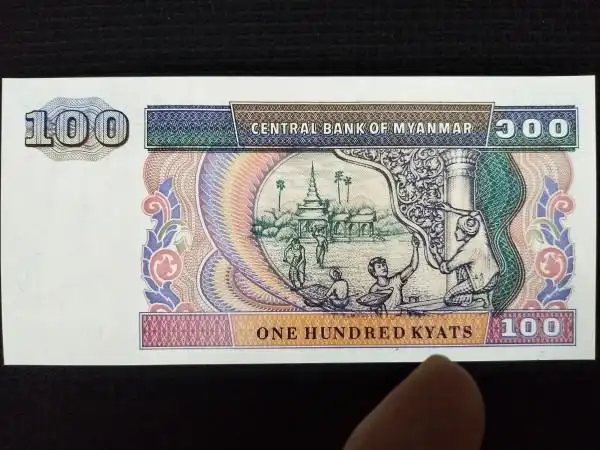 100
CENTRAL BANK OF MYANMAR
၁၀၀
ONE HUNDRED KYATS
100